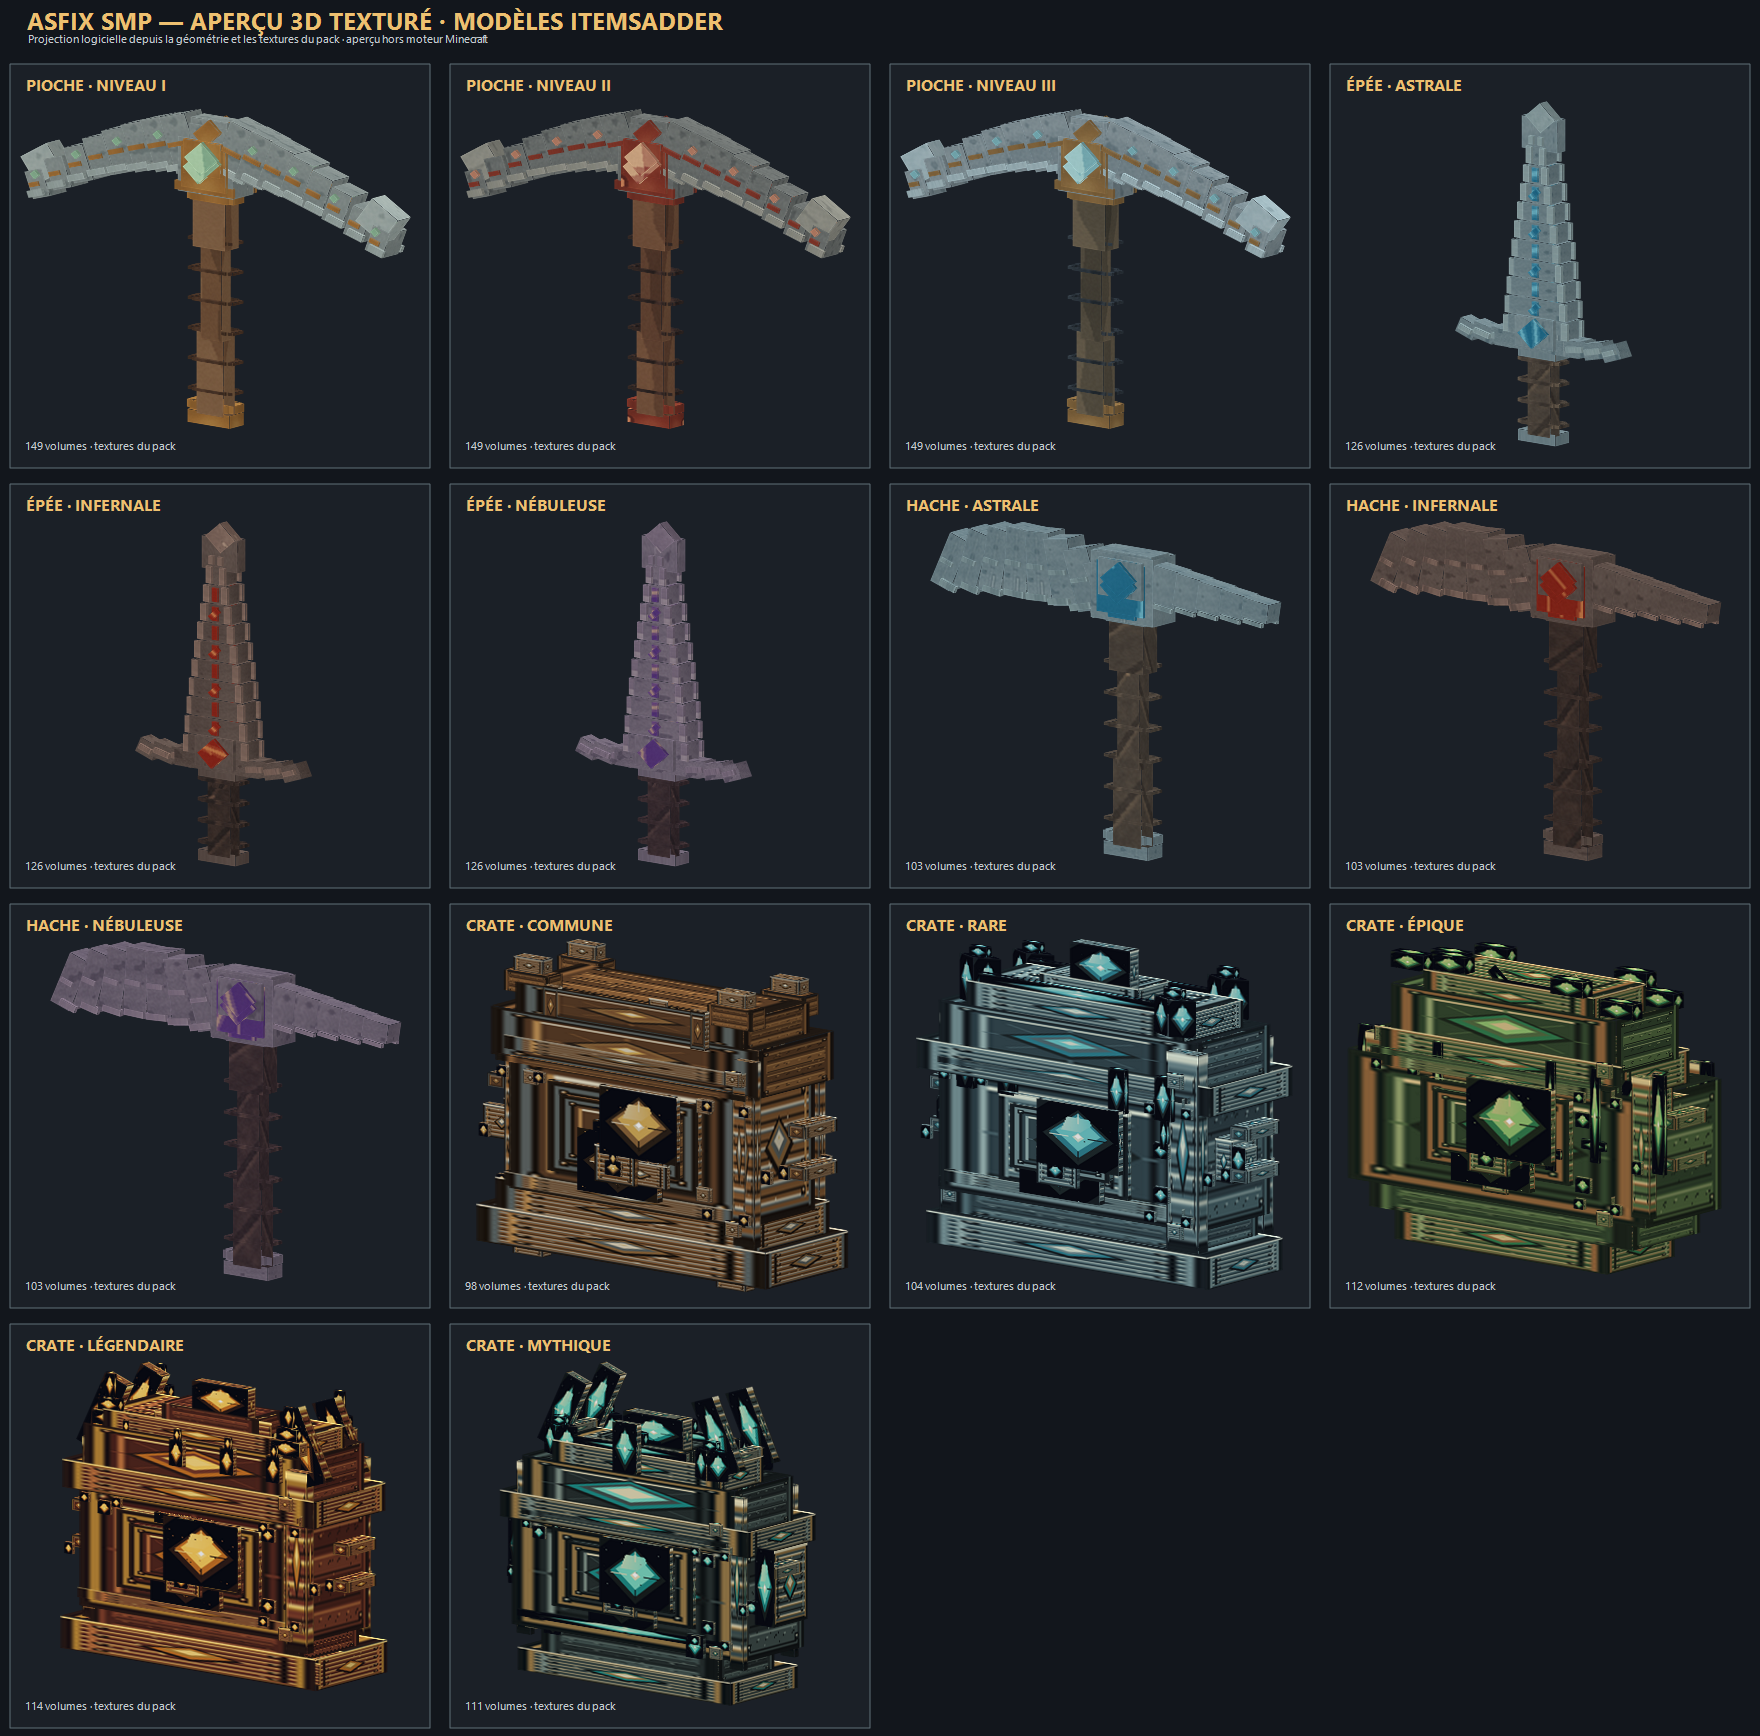 ASFIX SMP — APERÇU 3D TEXTURÉ · MODÈLES ITEMSADDER
Projection logicielle depuis la géométrie et les textures du pack · aperçu hors moteur Minecraft
PIOCHE · NIVEAU I
149 volumes · textures du pack
PIOCHE · NIVEAU II
149 volumes · textures du pack
PIOCHE · NIVEAU III
149 volumes · textures du pack
ÉPÉE · ASTRALE
126 volumes · textures du pack
ÉPÉE · INFERNALE
126 volumes · textures du pack
ÉPÉE · NÉBULEUSE
126 volumes · textures du pack
HACHE · ASTRALE
103 volumes · textures du pack
HACHE · INFERNALE
103 volumes · textures du pack
HACHE · NÉBULEUSE
103 volumes · textures du pack
CRATE · COMMUNE
98 volumes · textures du pack
CRATE · RARE
104 volumes · textures du pack
CRATE · ÉPIQUE
112 volumes · textures du pack
CRATE · LÉGENDAIRE
114 volumes · textures du pack
CRATE · MYTHIQUE
111 volumes · textures du pack